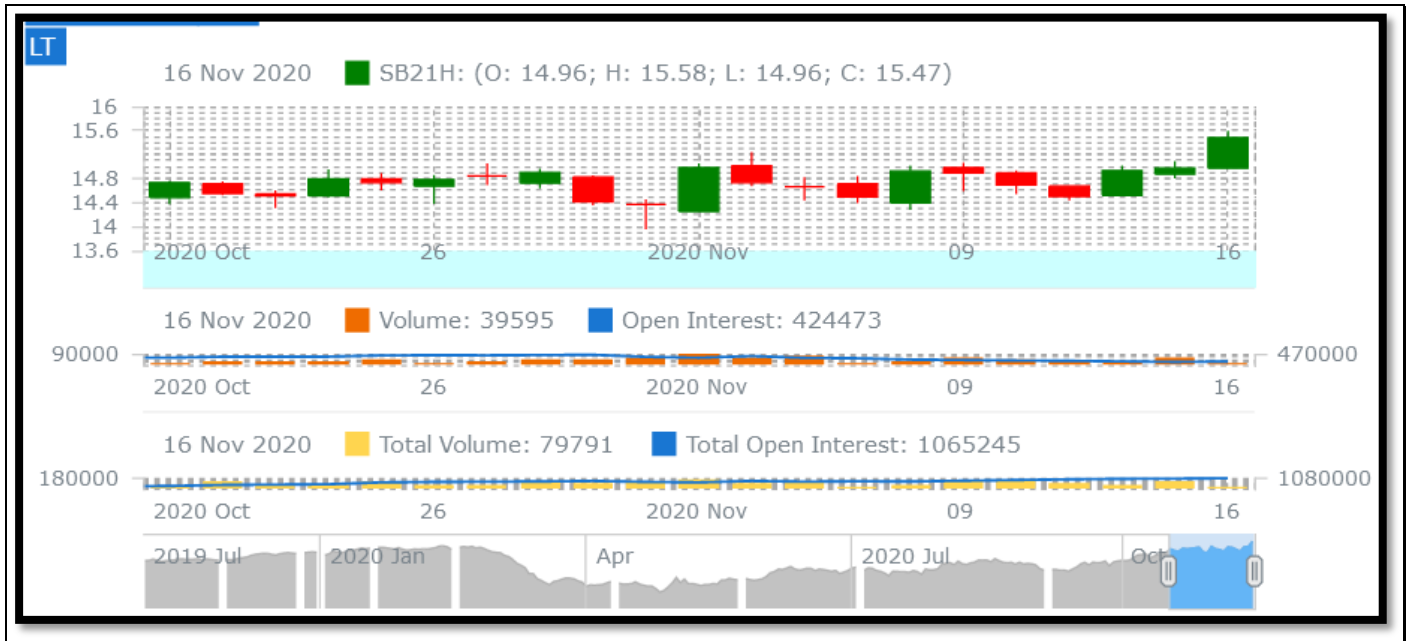 LT
16 Nov 2020 SB21H: (O: 14.96; H: 15.58; L: 14.96; C: 15.47)
16
15.6
14.8
14.4
14
13.6
2020 Oct 26 2020 Nov 09 16
16 Nov 2020 Volume: 39595 Open Interest: 424473
90000 470000
2020 Oct 26 2020 Nov 09 16
16 Nov 2020 Total Volume: 79791 Total Open Interest: 1065245
180000 1080000
2020 Oct 26 2020 Nov 09 16
2019 Jul 2020 Jan Apr 2020 Jul Oct